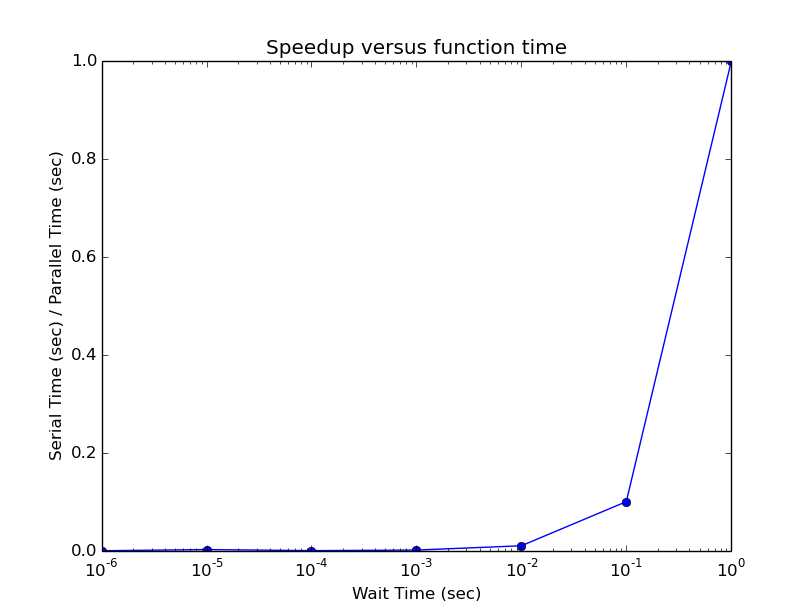 Speedup versus function time
Serial Time (sec) / Parallel Time (sec)
1.0
0.8
0.6
0.4
0.2
0.0
10^-6 10^-5 10^-4 10^-3 10^-2 10^-1 10^0
Wait Time (sec)